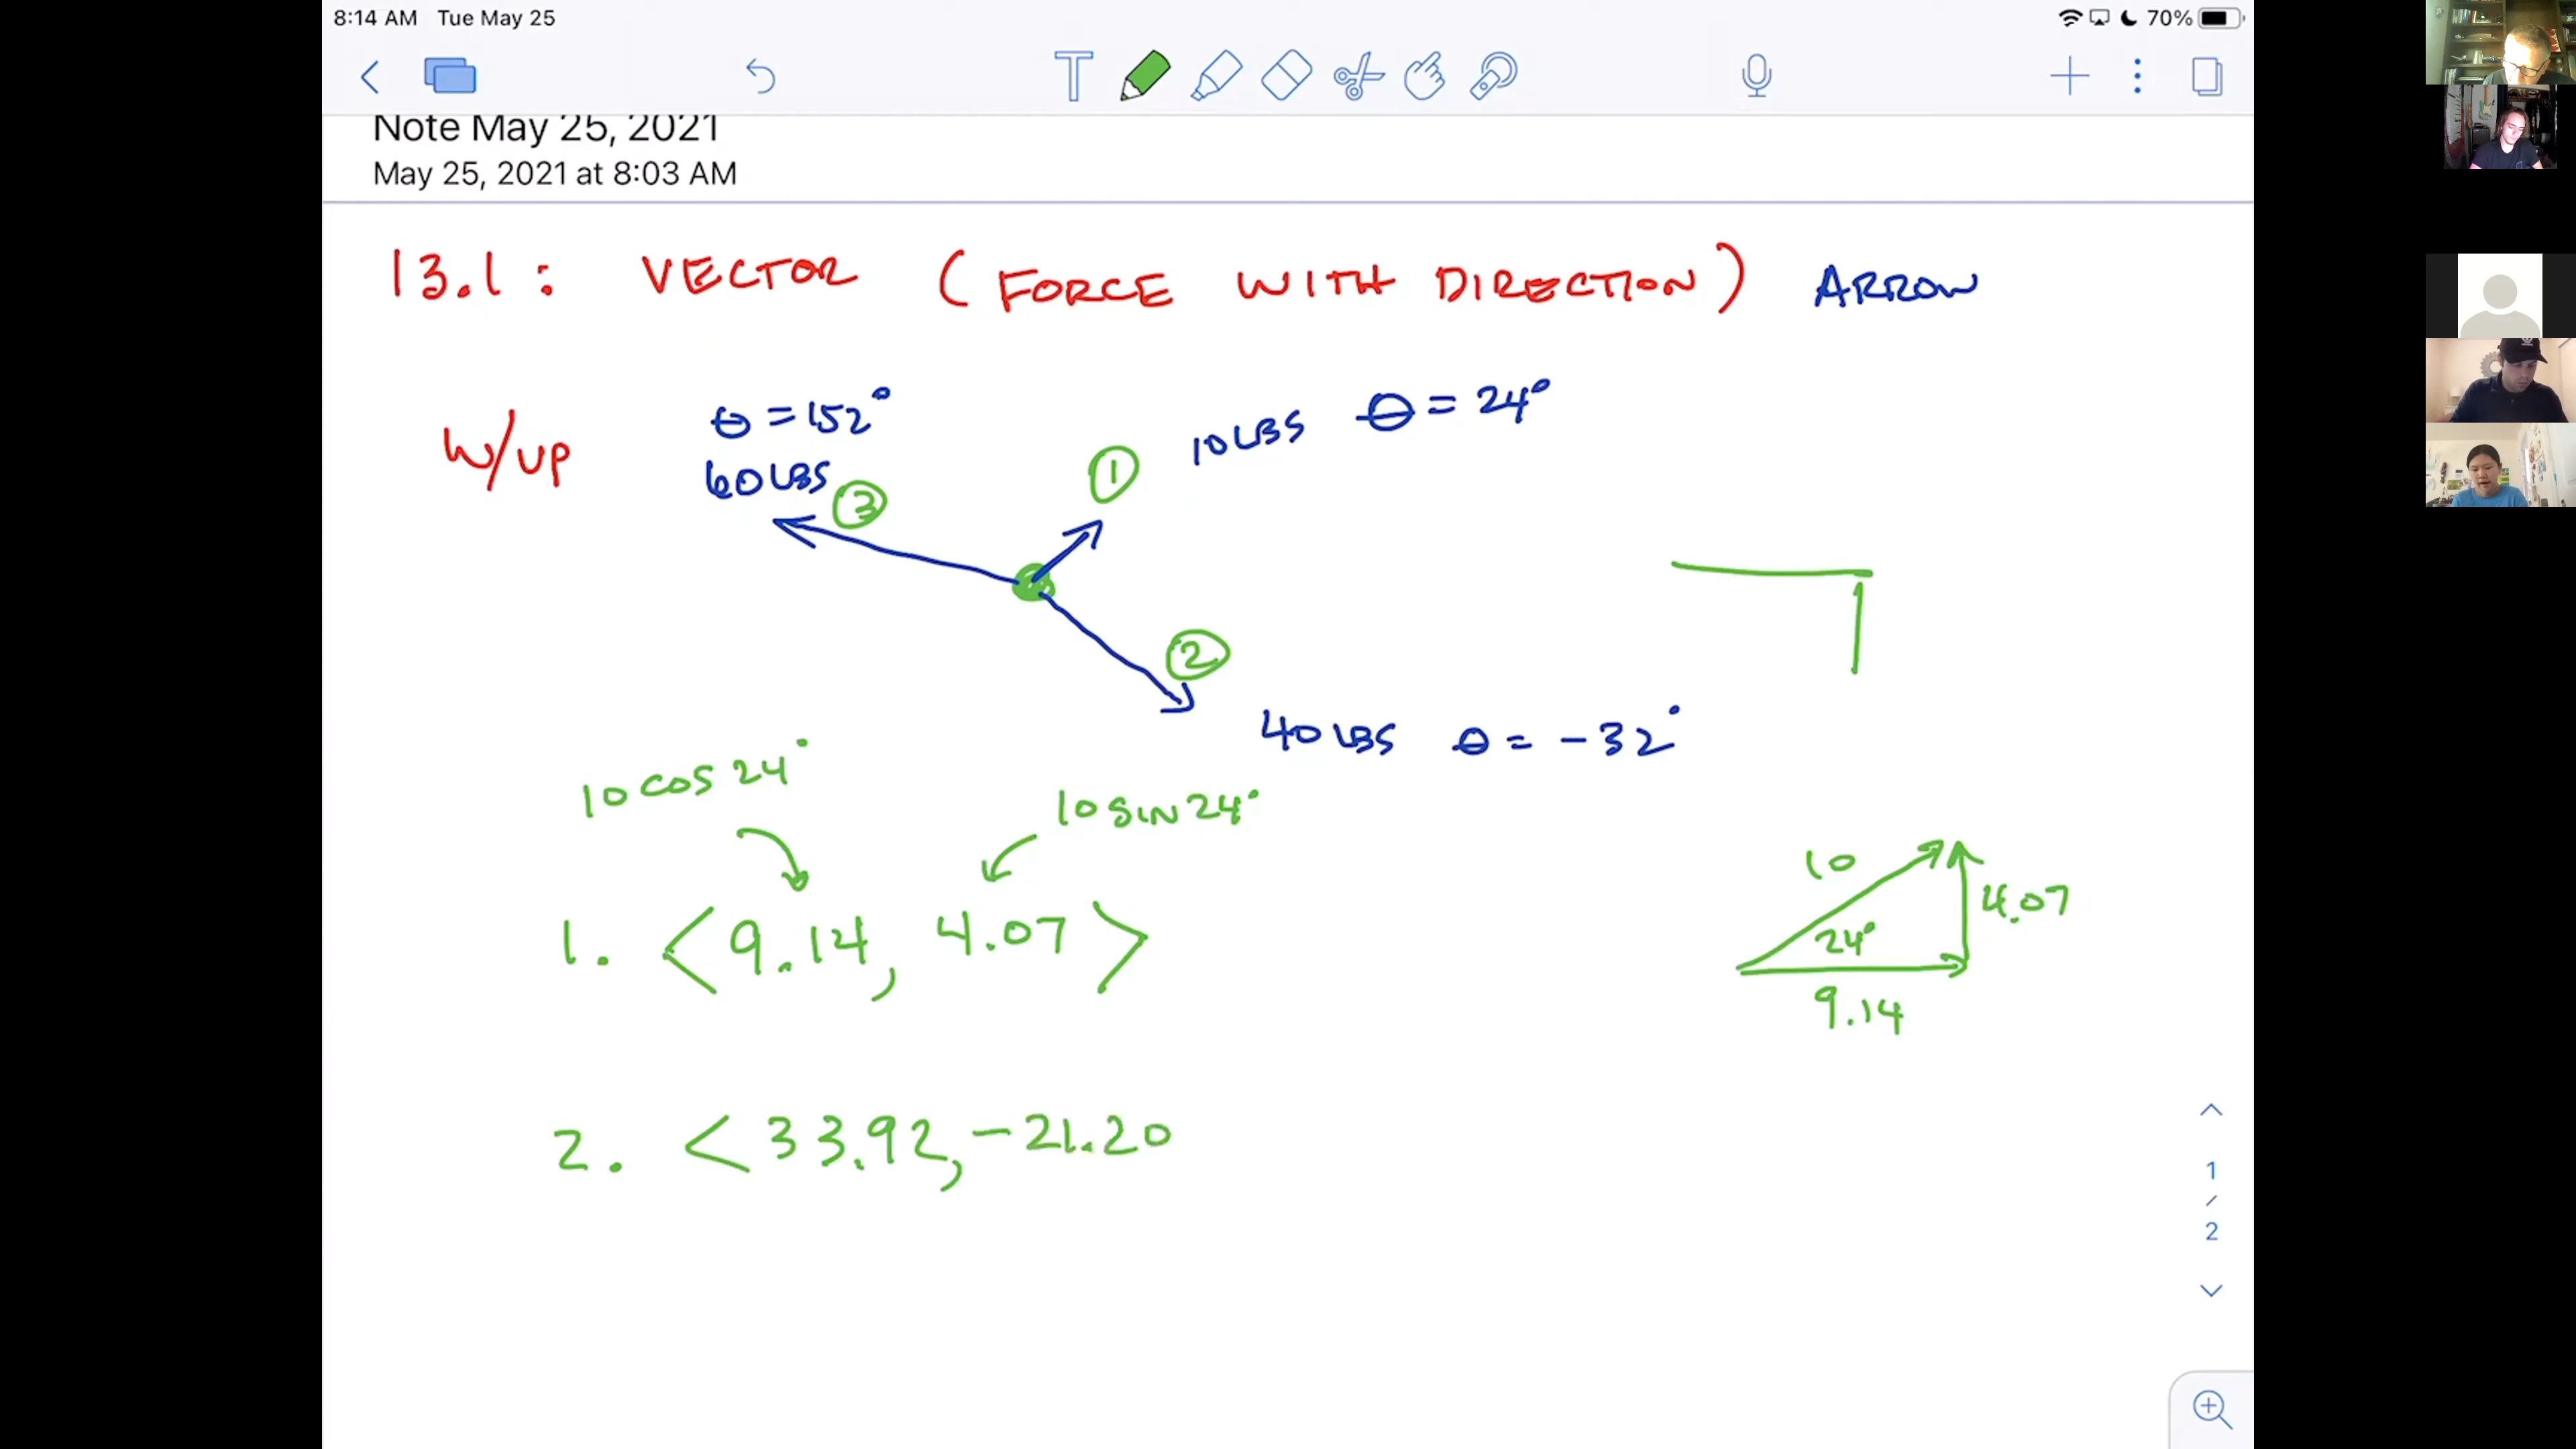 8:14 AM Tue May 25
70%
Note May 25, 2021
May 25, 2021 at 8:03 AM
13.1: VECTOR (FORCE WITH DIRECTION) ARROW
W/UP
θ = 152°
60 LBS
3
1
10 LBS θ = 24°
2
40 LBS θ = -32°
10 cos 24°
10 SIN 24°
1. <9.14, 4.07>
10
24°
4.07
9.14
2. <33.92, -21.20
1
/
2